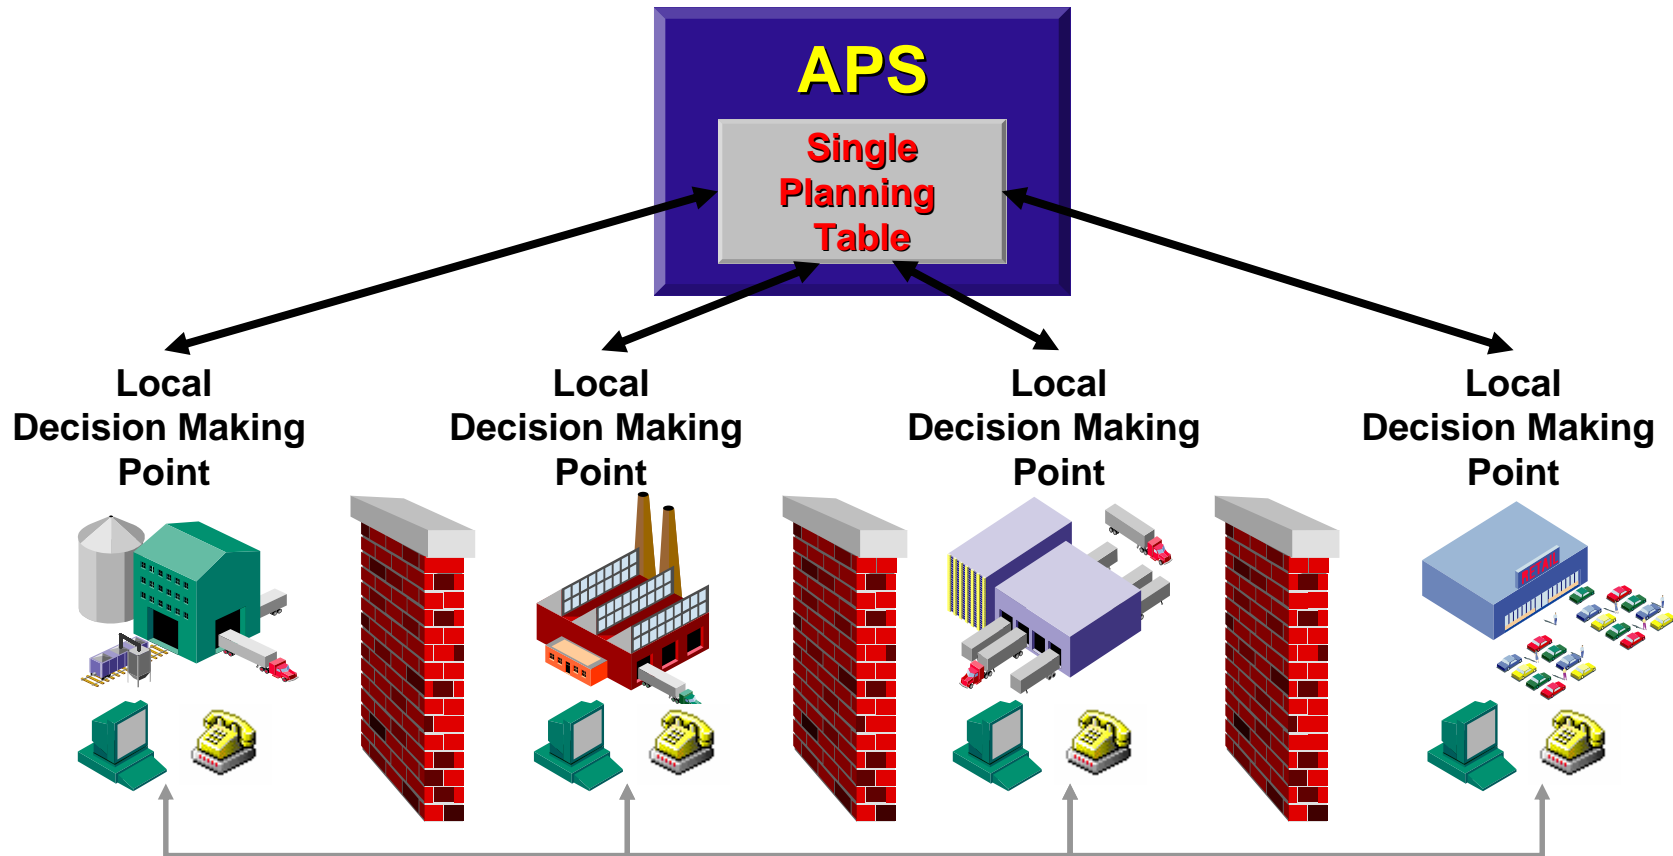 APS
Single
Planning
Table
Local
Decision Making
Point
Local
Decision Making
Point
Local
Decision Making
Point
Local
Decision Making
Point
RETAIL